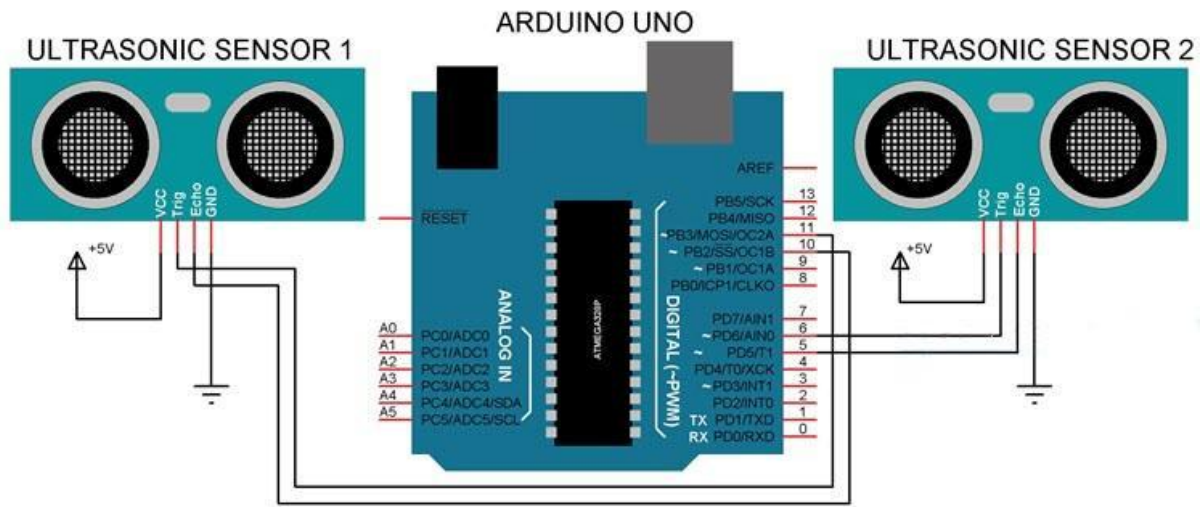 ARDUINO UNO
ULTRASONIC SENSOR 1
ULTRASONIC SENSOR 2
VCC
Trig
Echo
GND
+5V
RESET
ANALOG IN
A0 PC0/ADC0
A1 PC1/ADC1
A2 PC2/ADC2
A3 PC3/ADC3
A4 PC4/ADC4/SDA
A5 PC5/ADC5/SCL
ATMEGA328P
DIGITAL (~PWM)
AREF
PB5/SCK 13
PB4/MISO 12
~PB3/MOSI/OC2A 11
~ PB2/SS/OC1B 10
~ PB1/OC1A 9
PB0/ICP1/CLKO 8
PD7/AIN1 7
~PD6/AIN0 6
~ PD5/T1 5
PD4/T0/XCK 4
~PD3/INT1 3
PD2/INT0 2
TX PD1/TXD 1
RX PD0/RXD 0
VCC
Trig
Echo
GND
+5V